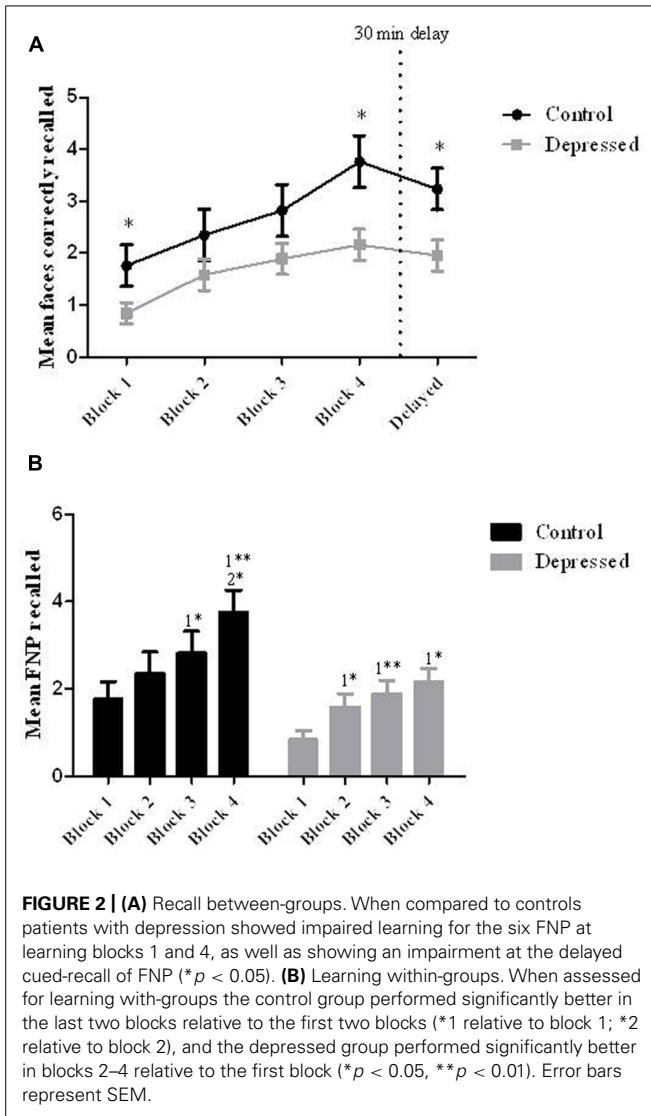 A
30 min delay
Mean faces correctly recalled
5
4
3
2
1
0
*
*
*
Control
Depressed
Block 1
Block 2
Block 3
Block 4
Delayed
B
Mean FNP recalled
6
4
2
0
1*
1**
2*
1*
1**
1*
Control
Depressed
Block 1
Block 2
Block 3
Block 4
Block 1
Block 2
Block 3
Block 4
FIGURE 2 | (A) Recall between-groups. When compared to controls
patients with depression showed impaired learning for the six FNP at
learning blocks 1 and 4, as well as showing an impairment at the delayed
cued-recall of FNP (*p < 0.05). (B) Learning within-groups. When assessed
for learning with-groups the control group performed significantly better in
the last two blocks relative to the first two blocks (*1 relative to block 1; *2
relative to block 2), and the depressed group performed significantly better
in blocks 2–4 relative to the first block (*p < 0.05, **p < 0.01). Error bars
represent SEM.